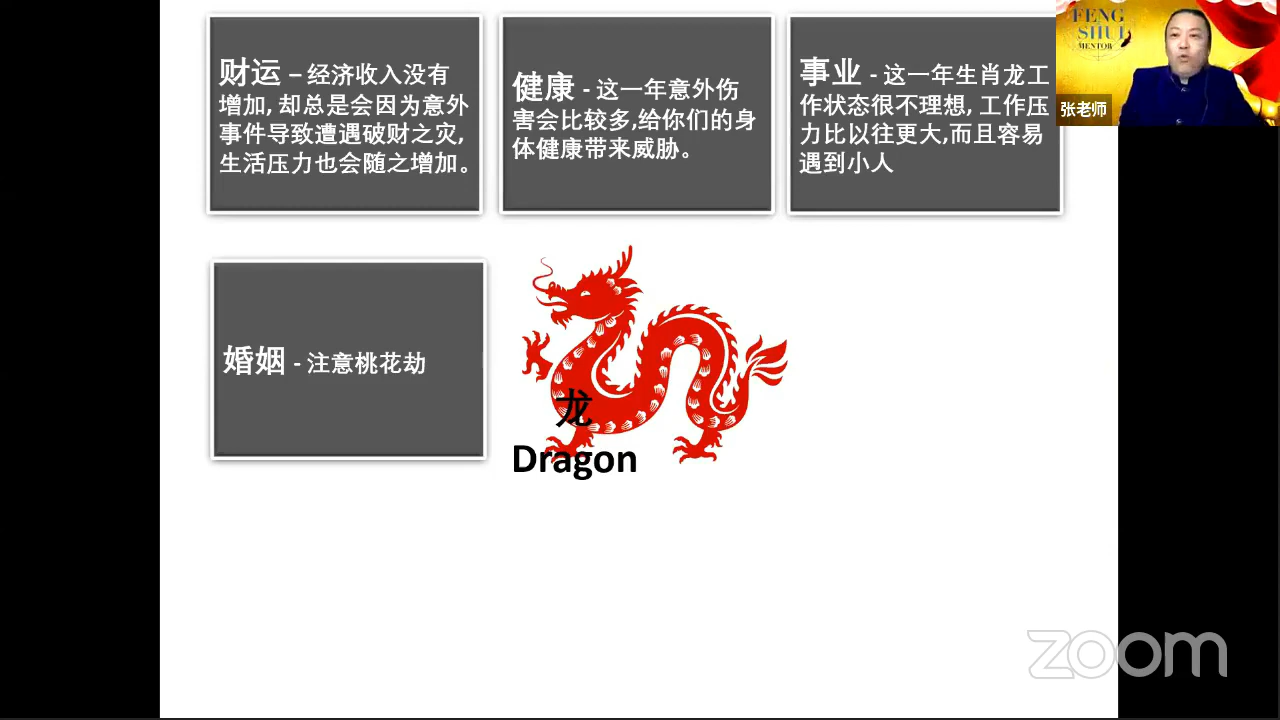 财运 – 经济收入没有
增加, 却总是会因为意外
事件导致遭遇破财之灾,
生活压力也会随之增加。
健康 - 这一年意外伤
害会比较多,给你们的身
体健康带来威胁。
事业 - 这一年生肖龙工
作状态很不理想, 工作压
力比以往更大,而且容易
遇到小人
FENG
SHUI
MENTOR
张老师
婚姻 - 注意桃花劫
龙
Dragon
zoom